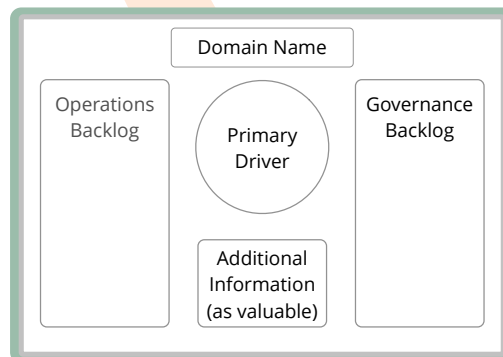 Domain Name
Operations
Backlog
Primary
Driver
Governance
Backlog
Additional
Information
(as valuable)